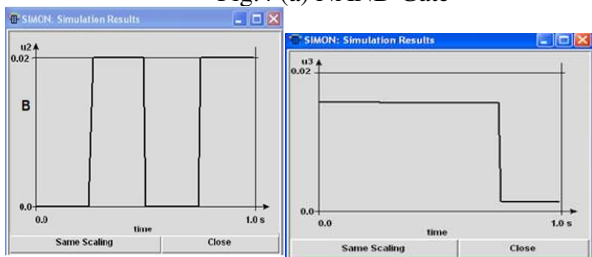 Fig.4 (a) NAND Gate
SIMON: Simulation Results
u2
0.02
B
0.0
0.0
1.0 s
time
Same Scaling
Close
SIMON: Simulation Results
u3
0.02
0.0
0.0
1.0 s
time
Same Scaling
Close